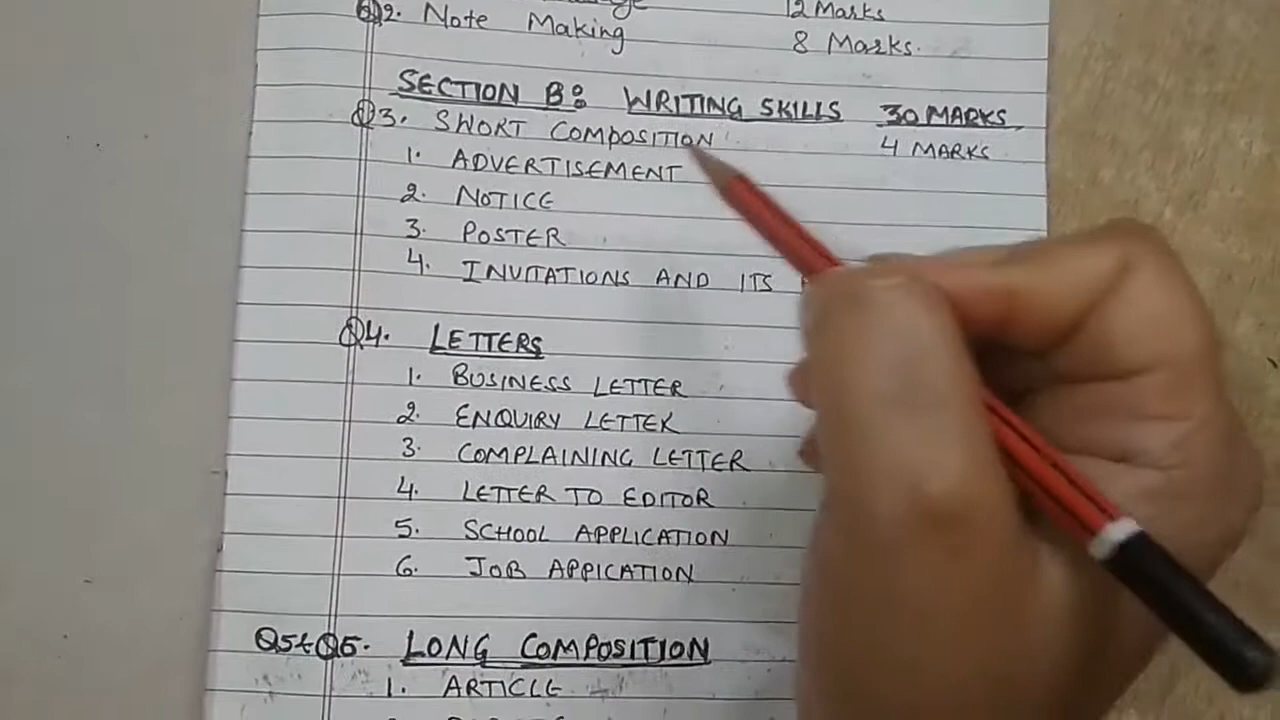 12 Marks
Q2. Note Making 8 Marks.
SECTION B: WRITING SKILLS 30 MARKS
Q3. SHORT COMPOSITION 4 MARKS
1. ADVERTISEMENT
2. NOTICE
3. POSTER
4. INVITATIONS AND ITS
Q4. LETTERS
1. BUSINESS LETTER
2. ENQUIRY LETTER
3. COMPLAINING LETTER
4. LETTER TO EDITOR
5. SCHOOL APPLICATION
6. JOB APPICATION
Q5+Q6. LONG COMPOSITION
1. ARTICLE